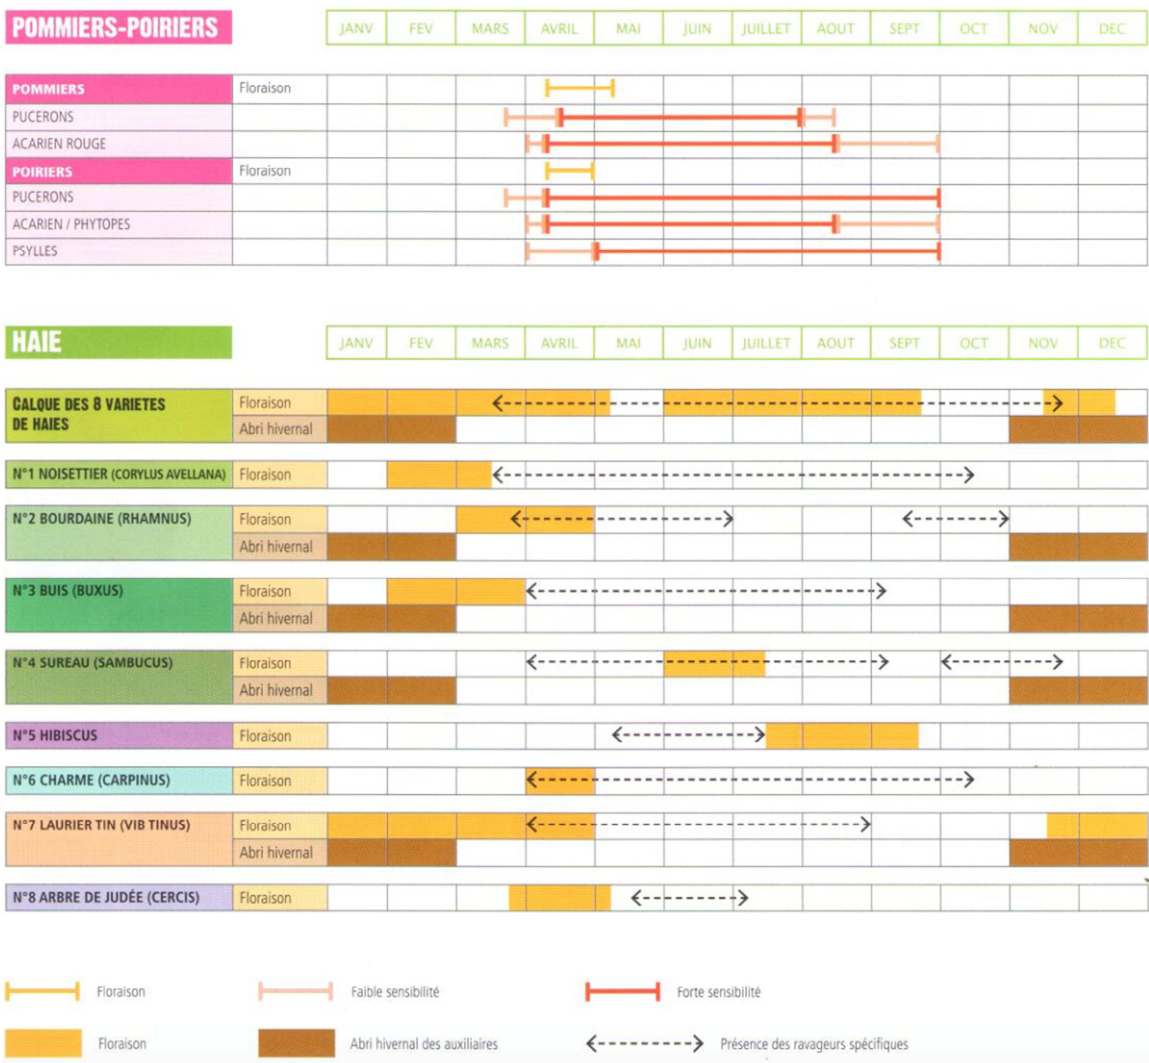 POMMIERS-POIRIERS JANV FEV MARS AVRIL MAI JUIN JUILLET AOUT SEPT OCT NOV DEC
POMMIERS Floraison
PUCERONS
ACARIEN ROUGE
POIRIERS Floraison
PUCERONS
ACARIEN / PHYTOPES
PSYLLES
HAIE JANV FEV MARS AVRIL MAI JUIN JUILLET AOUT SEPT OCT NOV DEC
CALQUE DES 8 VARIETES Floraison
DE HAIES Abri hivernal
N°1 NOISETTIER (CORYLUS AVELLANA) Floraison
N°2 BOURDAINE (RHAMNUS) Floraison
Abri hivernal
N°3 BUIS (BUXUS) Floraison
Abri hivernal
N°4 SUREAU (SAMBUCUS) Floraison
Abri hivernal
N°5 HIBISCUS Floraison
N°6 CHARME (CARPINUS) Floraison
N°7 LAURIER TIN (VIB TINUS) Floraison
Abri hivernal
N°8 ARBRE DE JUDÉE (CERCIS) Floraison
Floraison Faible sensibilité Forte sensibilité
Floraison Abri hivernal des auxiliaires Présence des ravageurs spécifiques